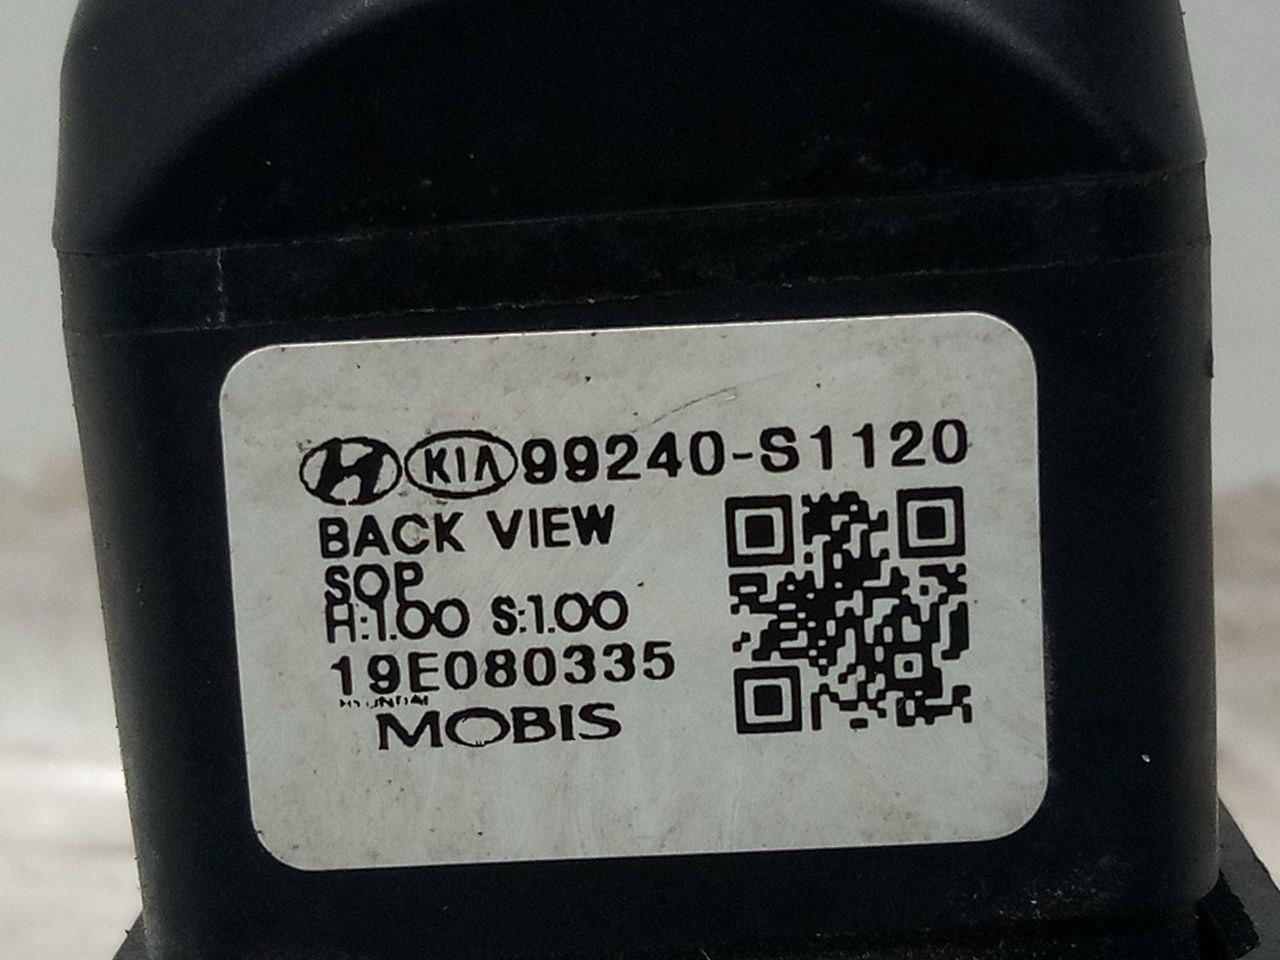 KIA 99240-S1120
BACK VIEW
SOP
H:1.00 S:1.00
19E080335
HYUNDAI
MOBIS